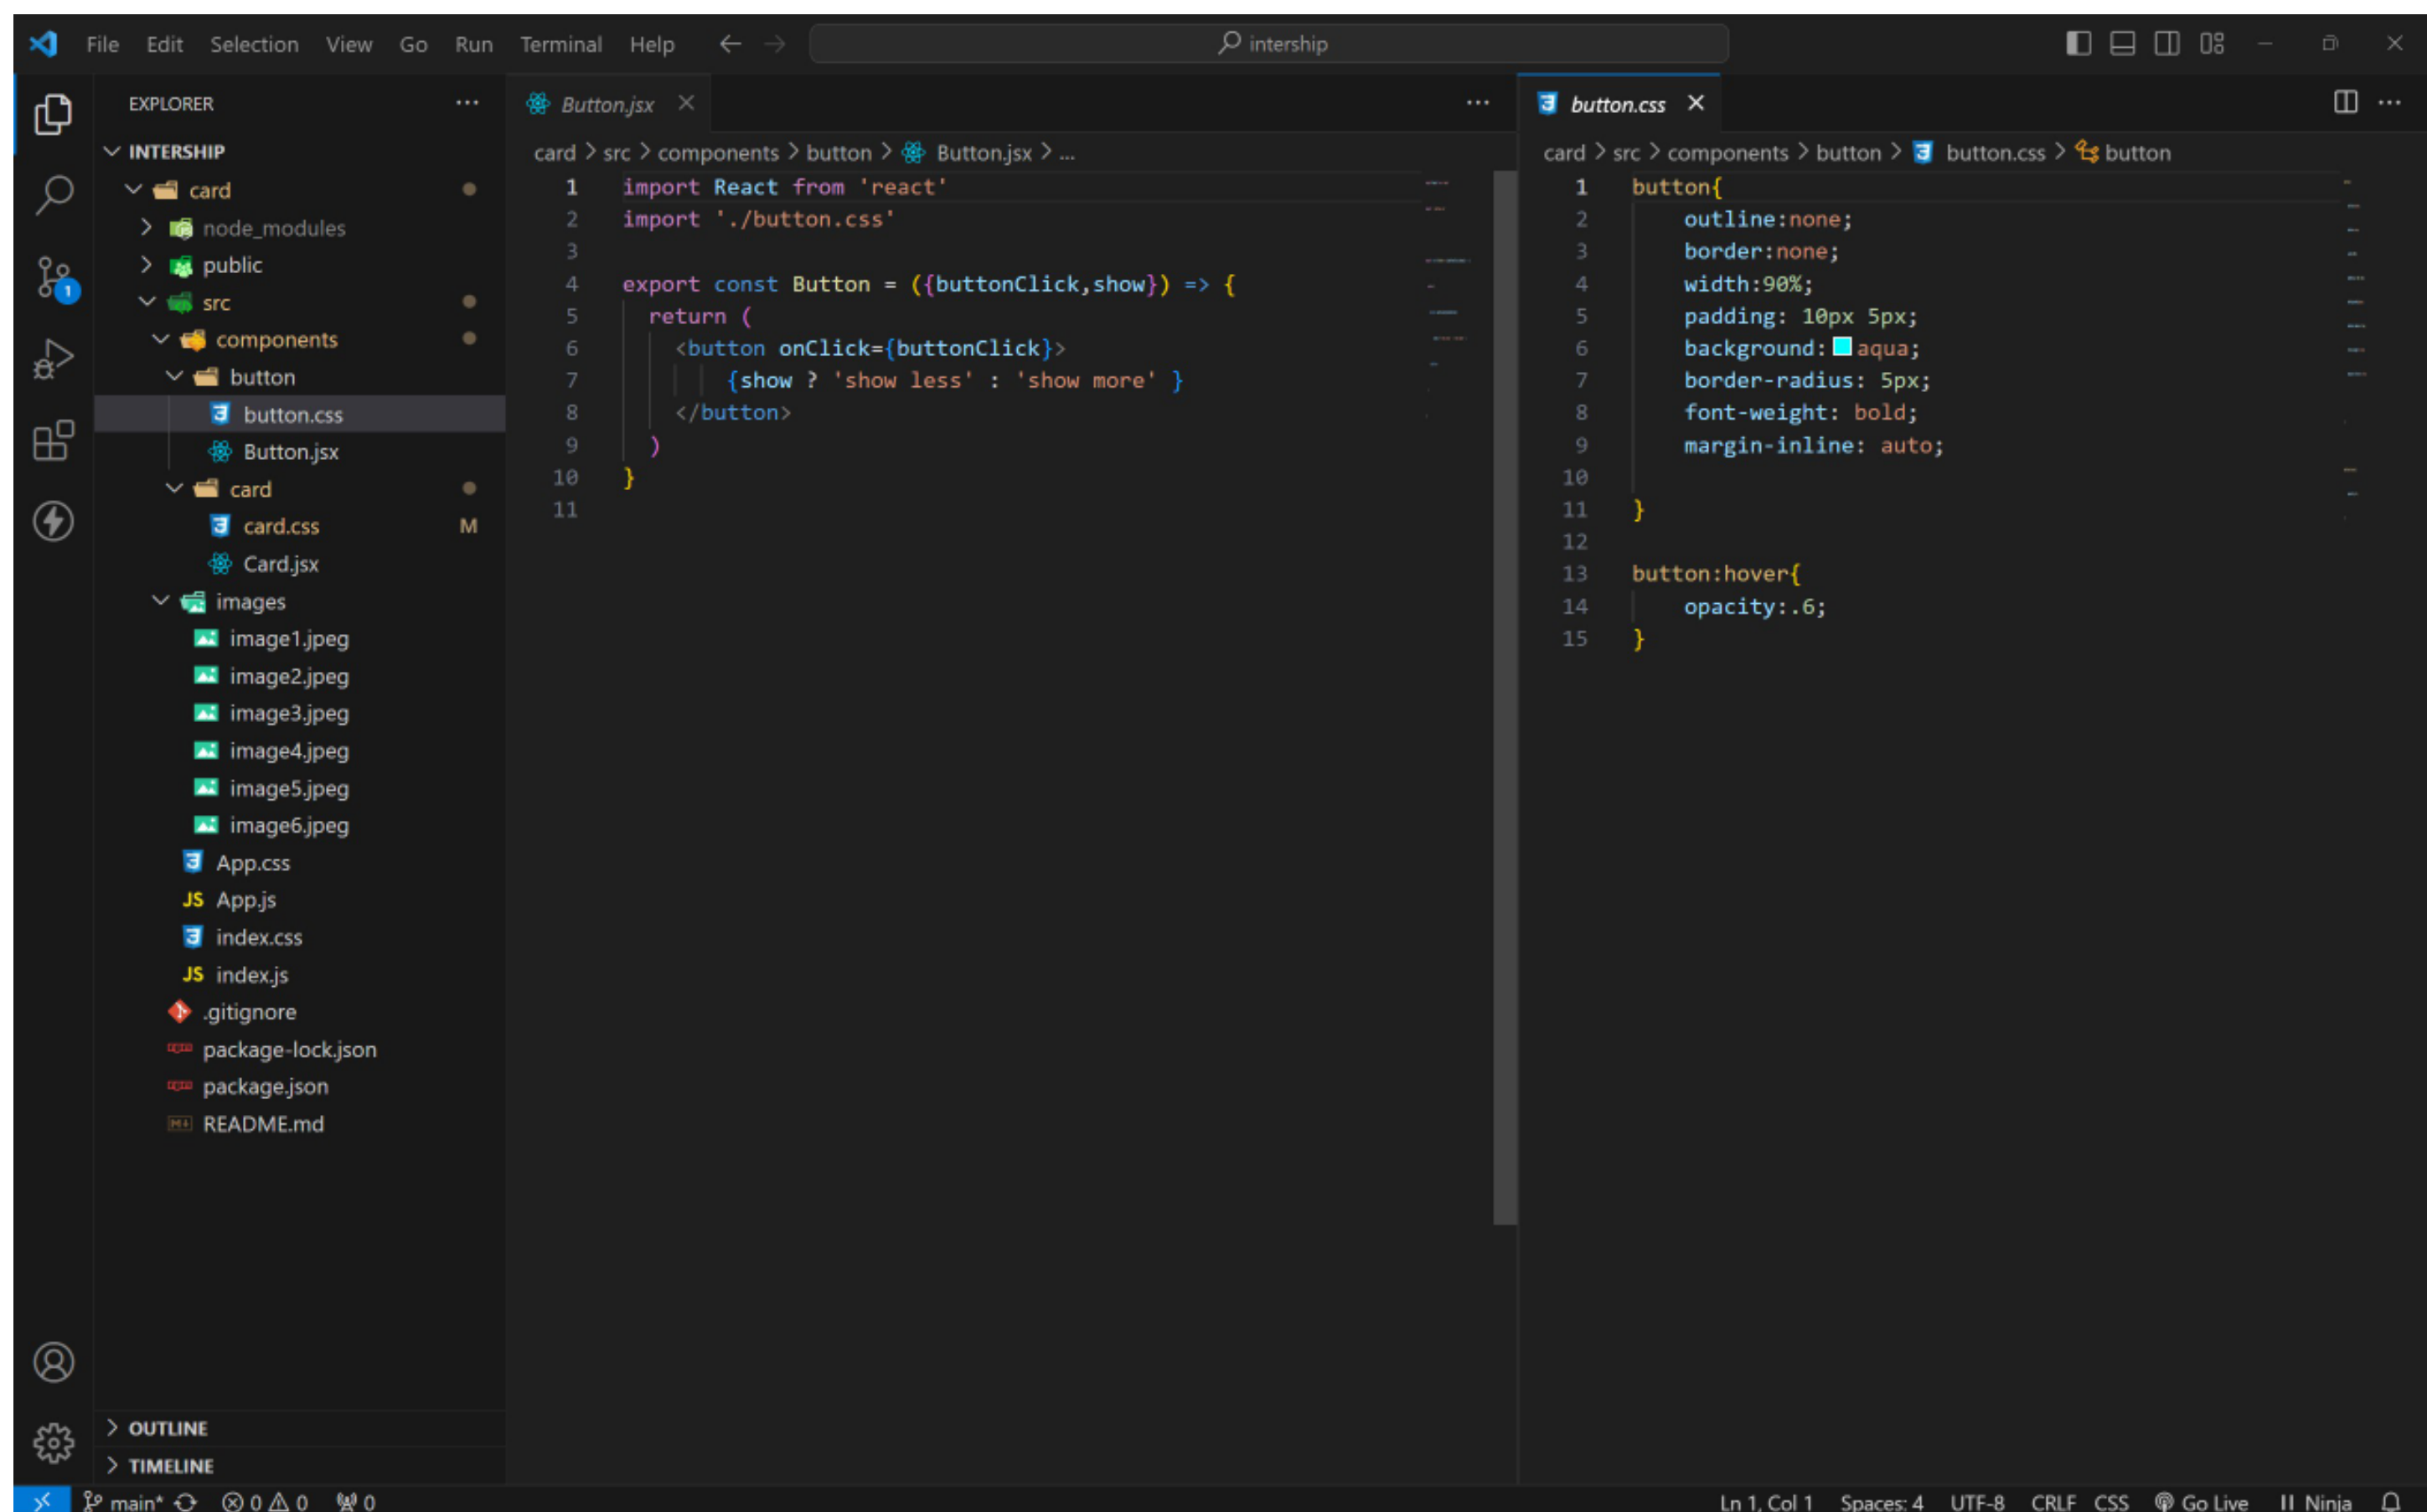 File Edit Selection View Go Run Terminal Help intership
EXPLORER
INTERSHIP
card
node_modules
public
src
components
button
button.css
Button.jsx
card
card.css M
Card.jsx
images
image1.jpeg
image2.jpeg
image3.jpeg
image4.jpeg
image5.jpeg
image6.jpeg
App.css
JS App.js
index.css
JS index.js
.gitignore
package-lock.json
package.json
README.md
OUTLINE
TIMELINE
1
Button.jsx
card > src > components > button > Button.jsx > ...
1 import React from 'react'
2 import './button.css'
3
4 export const Button = ({buttonClick,show}) => {
5 return (
6 <button onClick={buttonClick}>
7 {show ? 'show less' : 'show more' }
8 </button>
9 )
10 }
11
button.css
card > src > components > button > button.css > button
1 button{
2 outline:none;
3 border:none;
4 width:90%;
5 padding: 10px 5px;
6 background: aqua;
7 border-radius: 5px;
8 font-weight: bold;
9 margin-inline: auto;
10
11 }
12
13 button:hover{
14 opacity:.6;
15 }
main* 0 0 0 Ln 1, Col 1 Spaces: 4 UTF-8 CRLF CSS Go Live Ninja